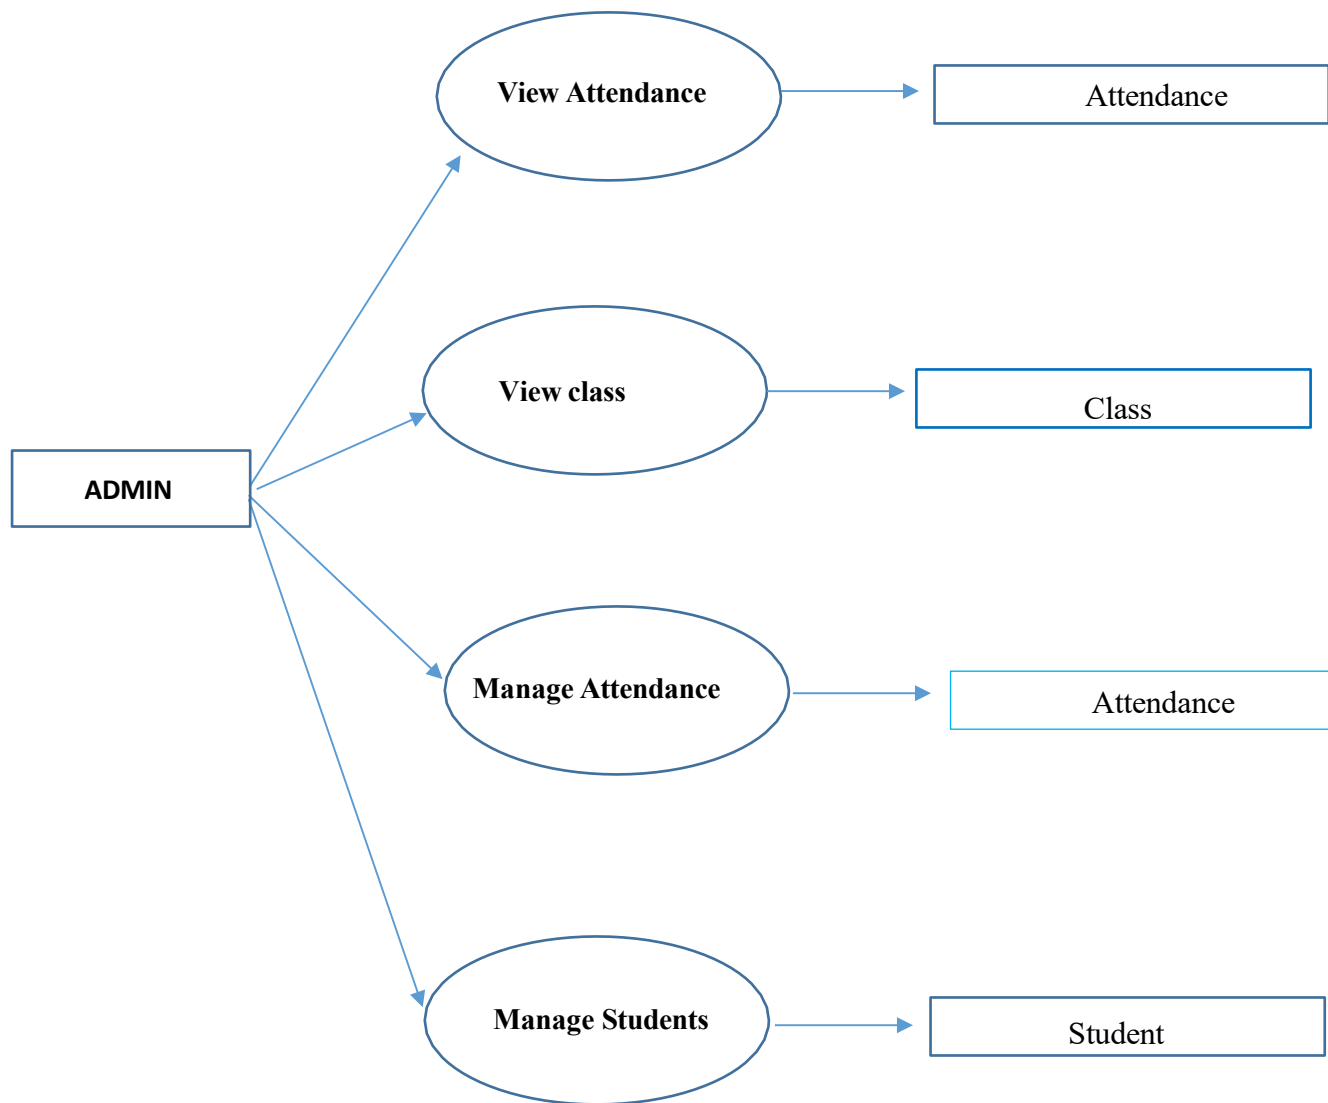 View Attendance
Attendance
View class
Class
ADMIN
Manage Attendance
Attendance
Manage Students
Student